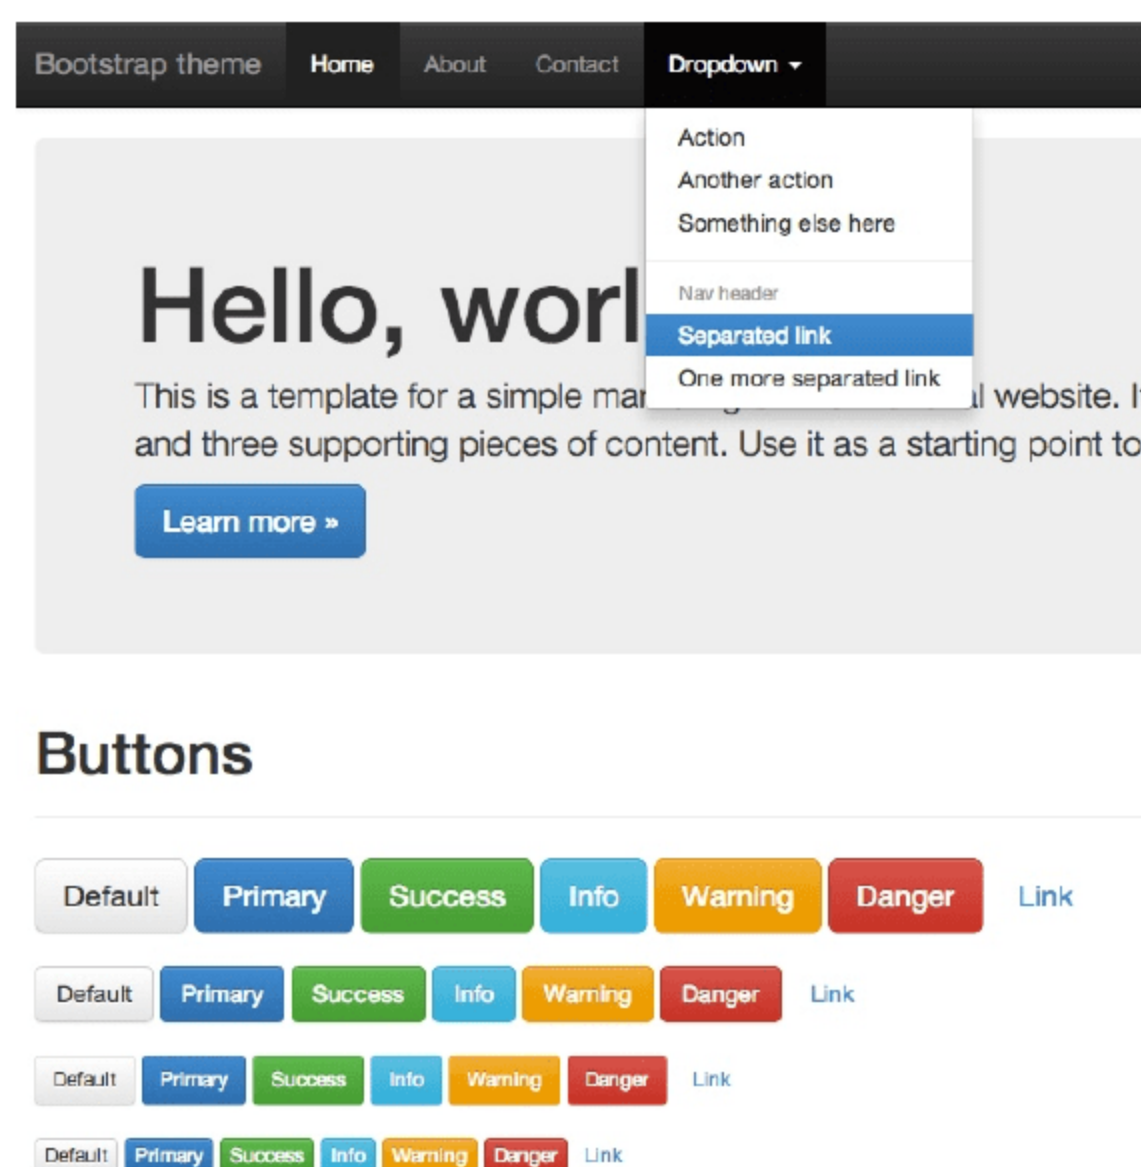 Bootstrap theme Home About Contact Dropdown
Action
Another action
Something else here
Nav header
Separated link
One more separated link
Hello, worl
This is a template for a simple mar l website. I
and three supporting pieces of content. Use it as a starting point to
Learn more »
Buttons
Default Primary Success Info Warning Danger Link
Default Primary Success Info Warning Danger Link
Default Primary Success Info Warning Danger Link
Default Primary Success Info Warning Danger Link